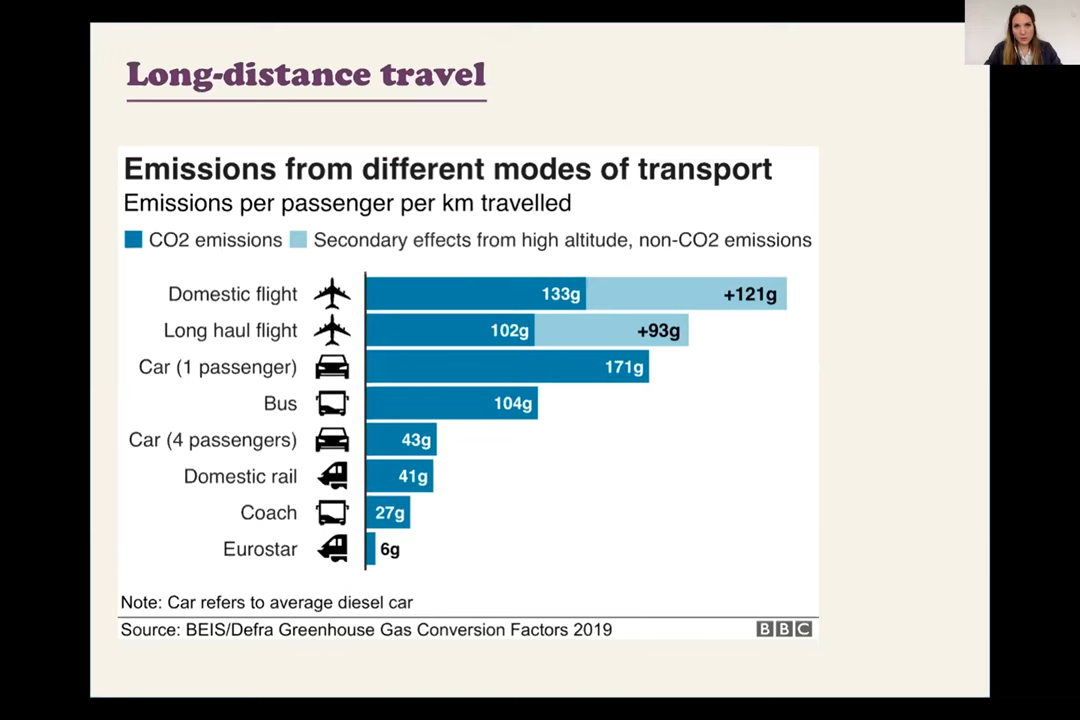 Long-distance travel
Emissions from different modes of transport
Emissions per passenger per km travelled
CO2 emissions Secondary effects from high altitude, non-CO2 emissions
Domestic flight 133g +121g
Long haul flight 102g +93g
Car (1 passenger) 171g
Bus 104g
Car (4 passengers) 43g
Domestic rail 41g
Coach 27g
Eurostar 6g
Note: Car refers to average diesel car
Source: BEIS/Defra Greenhouse Gas Conversion Factors 2019 BBC